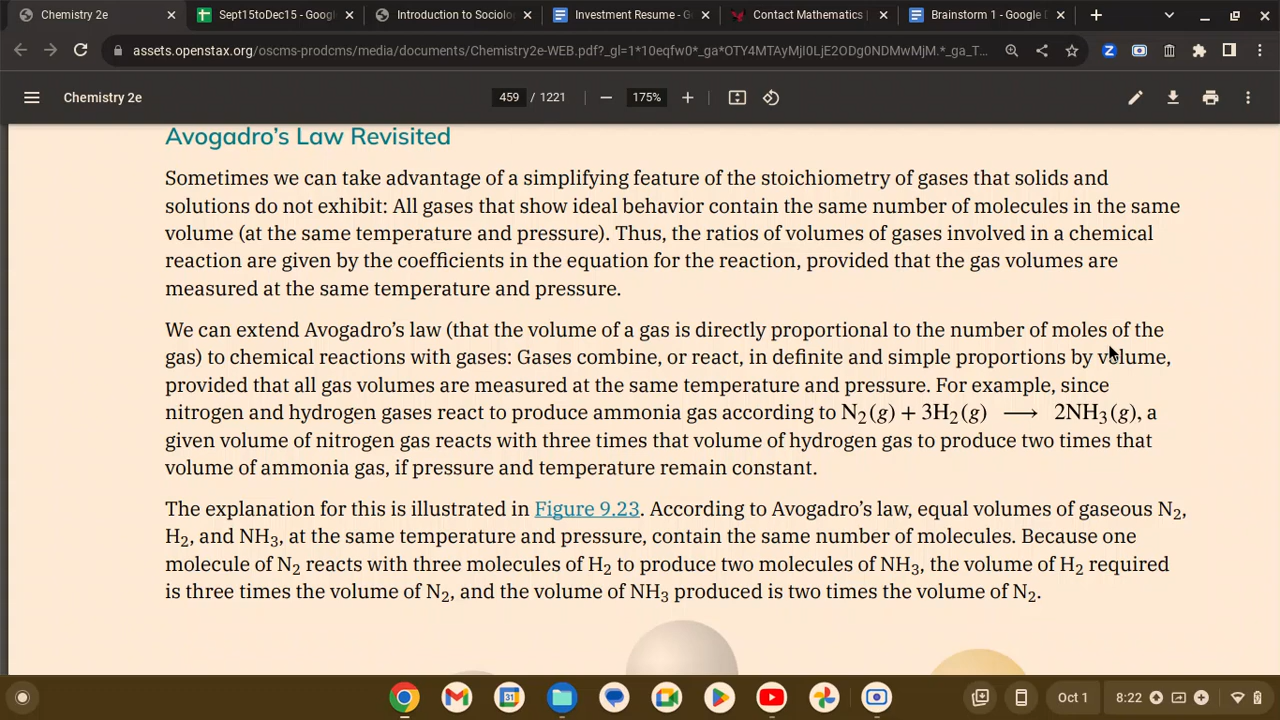 Chemistry 2e
Sept15toDec15 - Googl
Introduction to Sociolo
Investment Resume - G
Contact Mathematics
Brainstorm 1 - Google D
assets.openstax.org/oscms-prodcms/media/documents/Chemistry2e-WEB.pdf?_gl=1*10eqfw0*_ga*OTY4MTAyMjI0LjE2ODg0NDMwMjM.*_ga_T...
Chemistry 2e
459 / 1221
175%
Avogadro’s Law Revisited
Sometimes we can take advantage of a simplifying feature of the stoichiometry of gases that solids and
solutions do not exhibit: All gases that show ideal behavior contain the same number of molecules in the same
volume (at the same temperature and pressure). Thus, the ratios of volumes of gases involved in a chemical
reaction are given by the coefficients in the equation for the reaction, provided that the gas volumes are
measured at the same temperature and pressure.
We can extend Avogadro’s law (that the volume of a gas is directly proportional to the number of moles of the
gas) to chemical reactions with gases: Gases combine, or react, in definite and simple proportions by volume,
provided that all gas volumes are measured at the same temperature and pressure. For example, since
nitrogen and hydrogen gases react to produce ammonia gas according to N₂(g) + 3H₂(g) ⟶ 2NH₃(g), a
given volume of nitrogen gas reacts with three times that volume of hydrogen gas to produce two times that
volume of ammonia gas, if pressure and temperature remain constant.
The explanation for this is illustrated in Figure 9.23. According to Avogadro’s law, equal volumes of gaseous N₂,
H₂, and NH₃, at the same temperature and pressure, contain the same number of molecules. Because one
molecule of N₂ reacts with three molecules of H₂ to produce two molecules of NH₃, the volume of H₂ required
is three times the volume of N₂, and the volume of NH₃ produced is two times the volume of N₂.
31
Oct 1
8:22